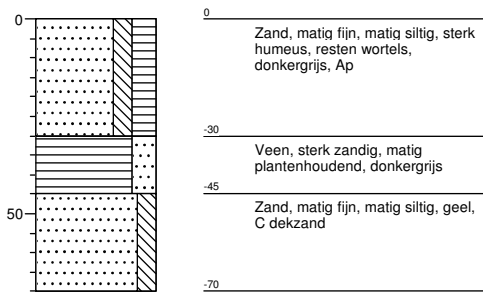 0
0
Zand, matig fijn, matig siltig, sterk
humeus, resten wortels,
donkergrijs, Ap
-30
Veen, sterk zandig, matig
plantenhoudend, donkergrijs
-45
50
Zand, matig fijn, matig siltig, geel,
C dekzand
-70